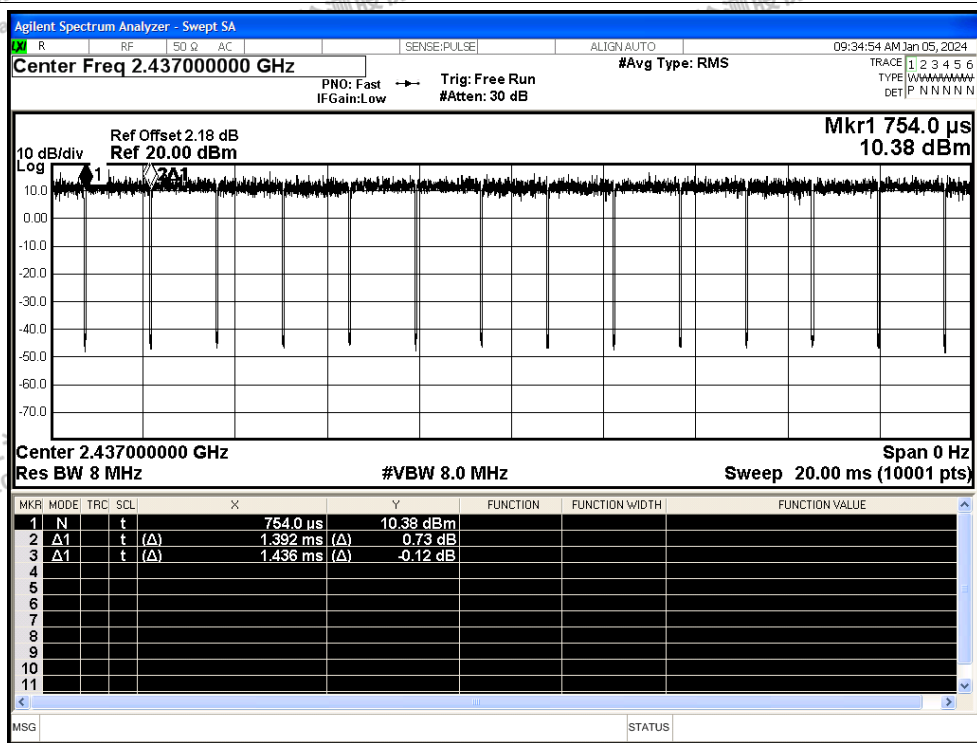 Agilent Spectrum Analyzer - Swept SA
LXI R RF 50 Ω AC SENSE:PULSE ALIGN AUTO 09:34:54 AM Jan 05, 2024
Center Freq 2.437000000 GHz
PNO: Fast
IFGain:Low
Trig: Free Run
#Atten: 30 dB
#Avg Type: RMS
TRACE 1 2 3 4 5 6
TYPE WWWWWWW
DET P N N N N N
Mkr1 754.0 µs
10.38 dBm
Ref Offset 2.18 dB
10 dB/div Ref 20.00 dBm
Log
1 2Δ1
10.0
0.00
-10.0
-20.0
-30.0
-40.0
-50.0
-60.0
-70.0
Center 2.437000000 GHz Span 0 Hz
Res BW 8 MHz #VBW 8.0 MHz Sweep 20.00 ms (10001 pts)
MKR MODE TRC SCL X Y FUNCTION FUNCTION WIDTH FUNCTION VALUE
1 N t 754.0 µs 10.38 dBm
2 Δ1 t (Δ) 1.392 ms (Δ) 0.73 dB
3 Δ1 t (Δ) 1.436 ms (Δ) -0.12 dB
4
5
6
7
8
9
10
11
MSG STATUS